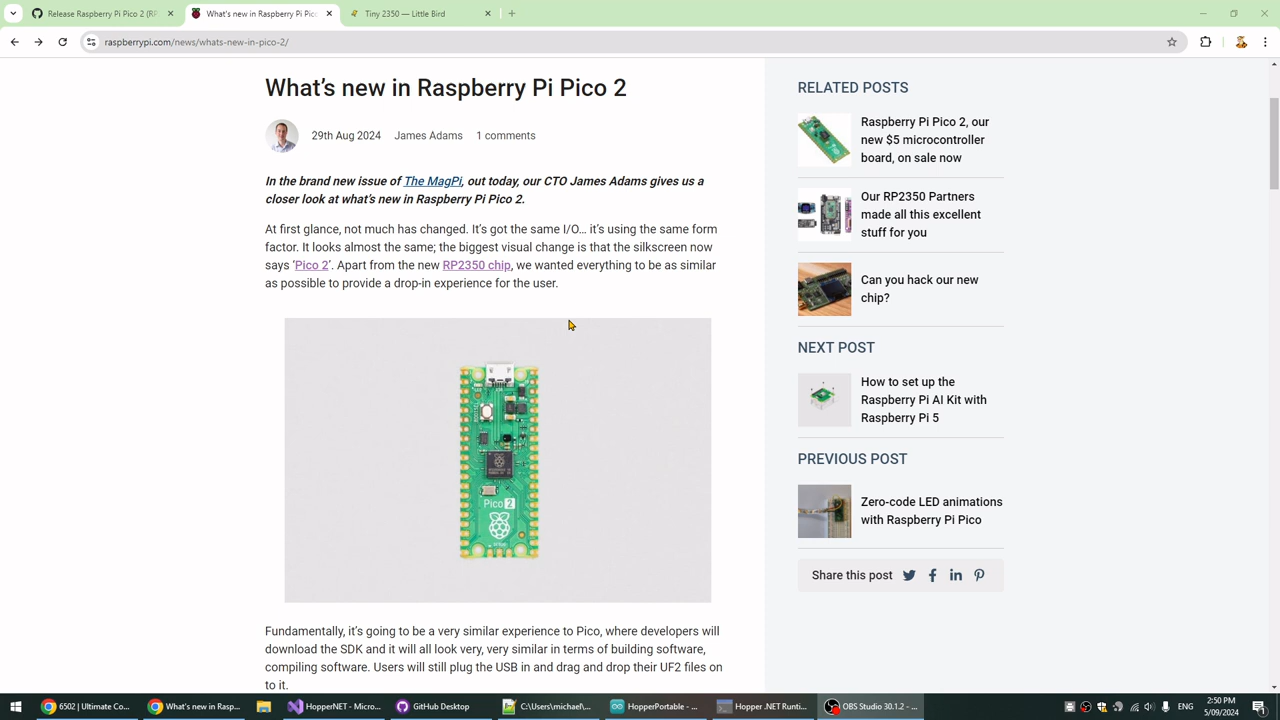 Release Raspberry Pi Pico 2 (RP
What's new in Raspberry Pi Pico
Tiny 2350 — Little Bird
raspberrypi.com/news/whats-new-in-pico-2/
What's new in Raspberry Pi Pico 2
29th Aug 2024 James Adams 1 comments
In the brand new issue of The MagPi, out today, our CTO James Adams gives us a
closer look at what's new in Raspberry Pi Pico 2.
At first glance, not much has changed. It's got the same I/O… it's using the same form
factor. It looks almost the same; the biggest visual change is that the silkscreen now
says 'Pico 2'. Apart from the new RP2350 chip, we wanted everything to be as similar
as possible to provide a drop-in experience for the user.
Pico 2
Fundamentally, it's going to be a very similar experience to Pico, where developers will
download the SDK and it will all look very, very similar in terms of building software,
compiling software. Users will still plug the USB in and drag and drop their UF2 files on
to it.
RELATED POSTS
Raspberry Pi Pico 2, our
new $5 microcontroller
board, on sale now
Our RP2350 Partners
made all this excellent
stuff for you
Can you hack our new
chip?
NEXT POST
How to set up the
Raspberry Pi AI Kit with
Raspberry Pi 5
PREVIOUS POST
Zero-code LED animations
with Raspberry Pi Pico
Share this post
6502 | Ultimate Co...
What's new in Rasp...
HopperNET - Micro...
GitHub Desktop
C:\Users\michael\...
HopperPortable - ...
Hopper .NET Runti...
OBS Studio 30.1.2 - ...
ENG
2:50 PM
5/09/2024